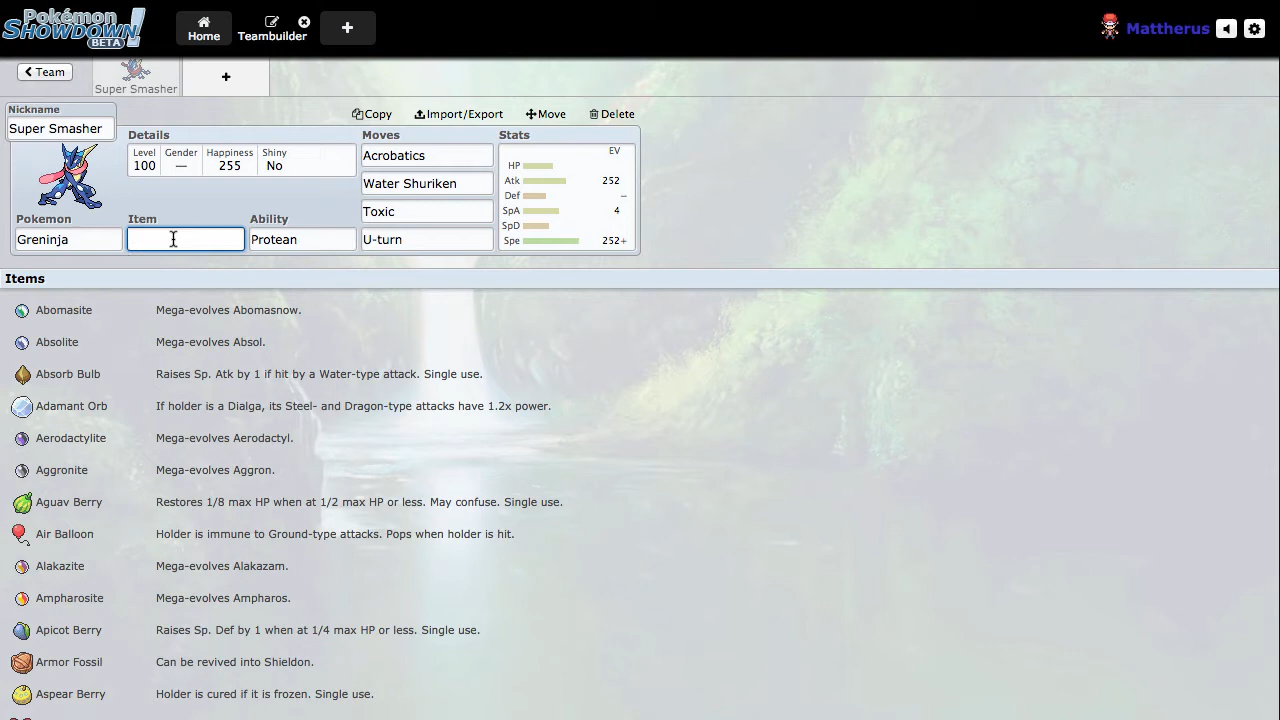 Pokémon
SHOWDOWN!
BETA
Home
Teambuilder
+
Mattherus
Team
Super Smasher
+
Nickname
Super Smasher
Copy
Import/Export
Move
Delete
Details
Moves
Stats
Level
Gender
Happiness
Shiny
100
—
255
No
Acrobatics
Water Shuriken
Toxic
U-turn
EV
HP
Atk 252
Def –
SpA 4
SpD
Spe 252+
Pokemon
Item
Ability
Greninja
Protean
Items
Abomasite Mega-evolves Abomasnow.
Absolite Mega-evolves Absol.
Absorb Bulb Raises Sp. Atk by 1 if hit by a Water-type attack. Single use.
Adamant Orb If holder is a Dialga, its Steel- and Dragon-type attacks have 1.2x power.
Aerodactylite Mega-evolves Aerodactyl.
Aggronite Mega-evolves Aggron.
Aguav Berry Restores 1/8 max HP when at 1/2 max HP or less. May confuse. Single use.
Air Balloon Holder is immune to Ground-type attacks. Pops when holder is hit.
Alakazite Mega-evolves Alakazam.
Ampharosite Mega-evolves Ampharos.
Apicot Berry Raises Sp. Def by 1 when at 1/4 max HP or less. Single use.
Armor Fossil Can be revived into Shieldon.
Aspear Berry Holder is cured if it is frozen. Single use.